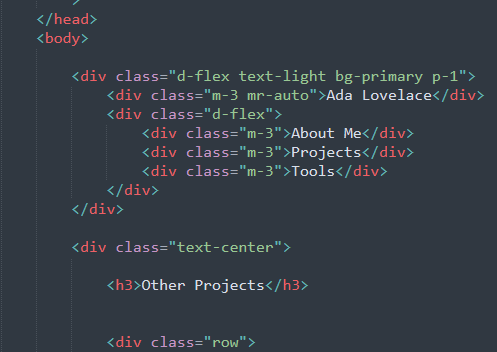 >
</head>
<body>
<div class="d-flex text-light bg-primary p-1">
<div class="m-3 mr-auto">Ada Lovelace</div>
<div class="d-flex">
<div class="m-3">About Me</div>
<div class="m-3">Projects</div>
<div class="m-3">Tools</div>
</div>
</div>
<div class="text-center">
<h3>Other Projects</h3>
<div class="row">